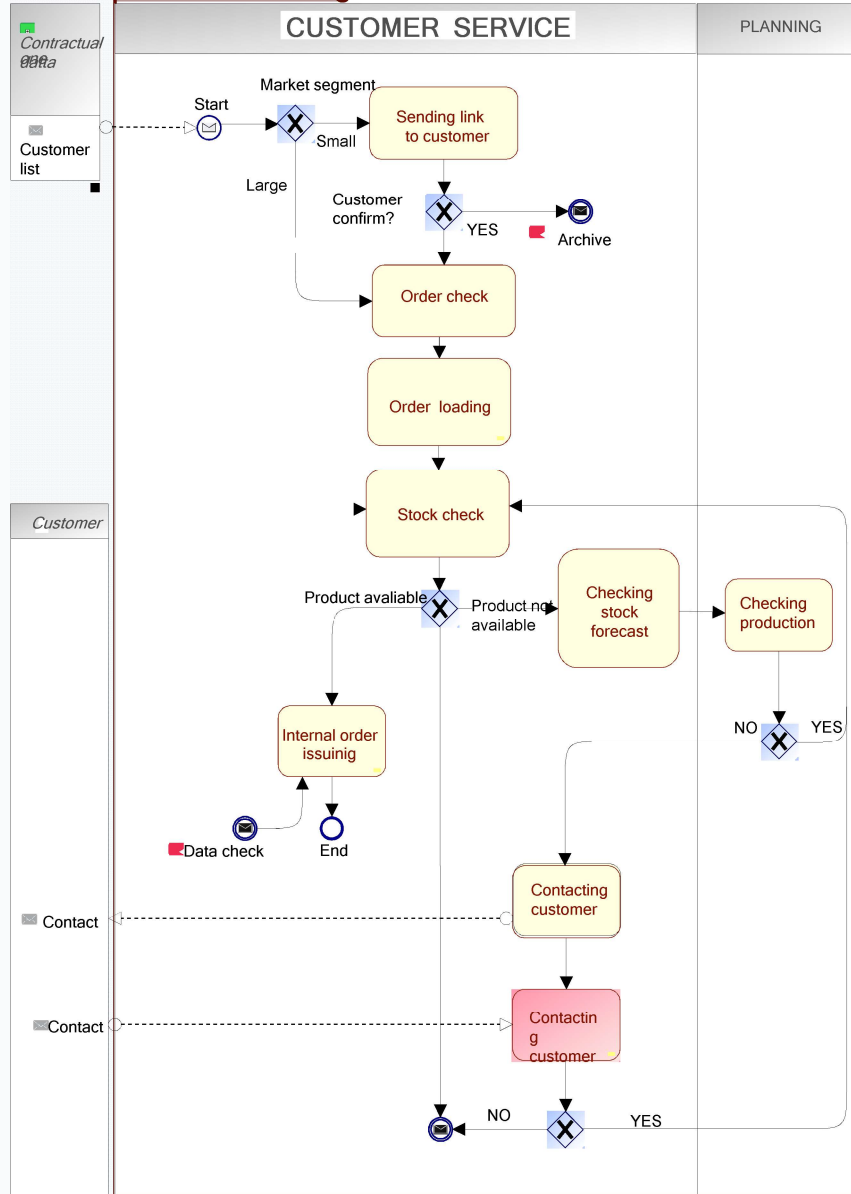 CUSTOMER SERVICE
PLANNING
Contractual
Customer
list
Start
Market segment
Small
Large
Sending link
to customer
Customer
confirm?
YES
Archive
Order check
Order loading
Stock check
Customer
Product avaliable
Product not
available
Checking
stock
forecast
Checking
production
NO
YES
Internal order
issuinig
Data check
End
Contacting
customer
Contact
Contact
Contactin
g
customer
NO
YES